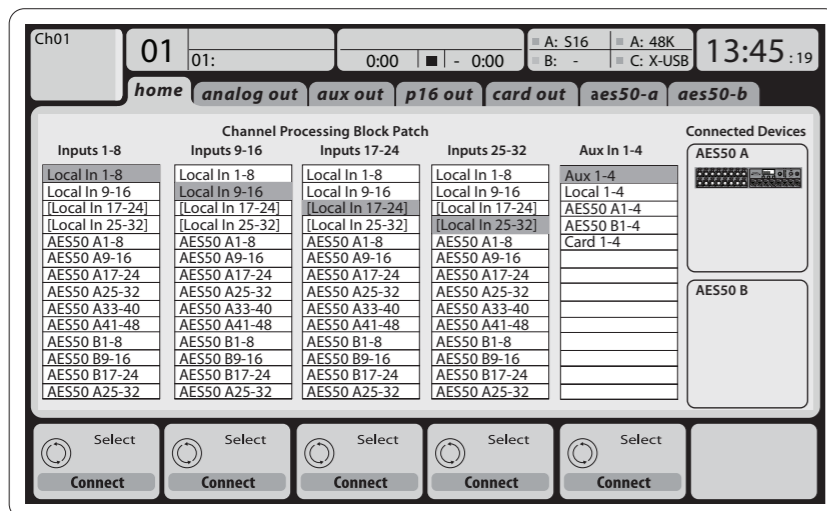 Ch01
01
01:
0:00
- 0:00
A: S16
B: -
A: 48K
C: X-USB
13:45 :19
home
analog out
aux out
p16 out
card out
aes50-a
aes50-b
Channel Processing Block Patch
Connected Devices
Inputs 1-8
Inputs 9-16
Inputs 17-24
Inputs 25-32
Aux In 1-4
Local In 1-8
Local In 9-16
[Local In 17-24]
[Local In 25-32]
AES50 A1-8
AES50 A9-16
AES50 A17-24
AES50 A25-32
AES50 A33-40
AES50 A41-48
AES50 B1-8
AES50 B9-16
AES50 B17-24
AES50 A25-32
Local In 1-8
Local In 9-16
[Local In 17-24]
[Local In 25-32]
AES50 A1-8
AES50 A9-16
AES50 A17-24
AES50 A25-32
AES50 A33-40
AES50 A41-48
AES50 B1-8
AES50 B9-16
AES50 B17-24
AES50 A25-32
Local In 1-8
Local In 9-16
[Local In 17-24]
[Local In 25-32]
AES50 A1-8
AES50 A9-16
AES50 A17-24
AES50 A25-32
AES50 A33-40
AES50 A41-48
AES50 B1-8
AES50 B9-16
AES50 B17-24
AES50 A25-32
Local In 1-8
Local In 9-16
[Local In 17-24]
[Local In 25-32]
AES50 A1-8
AES50 A9-16
AES50 A17-24
AES50 A25-32
AES50 A33-40
AES50 A41-48
AES50 B1-8
AES50 B9-16
AES50 B17-24
AES50 A25-32
Aux 1-4
Local 1-4
AES50 A1-4
AES50 B1-4
Card 1-4
AES50 A
AES50 B
Select
Connect
Select
Connect
Select
Connect
Select
Connect
Select
Connect